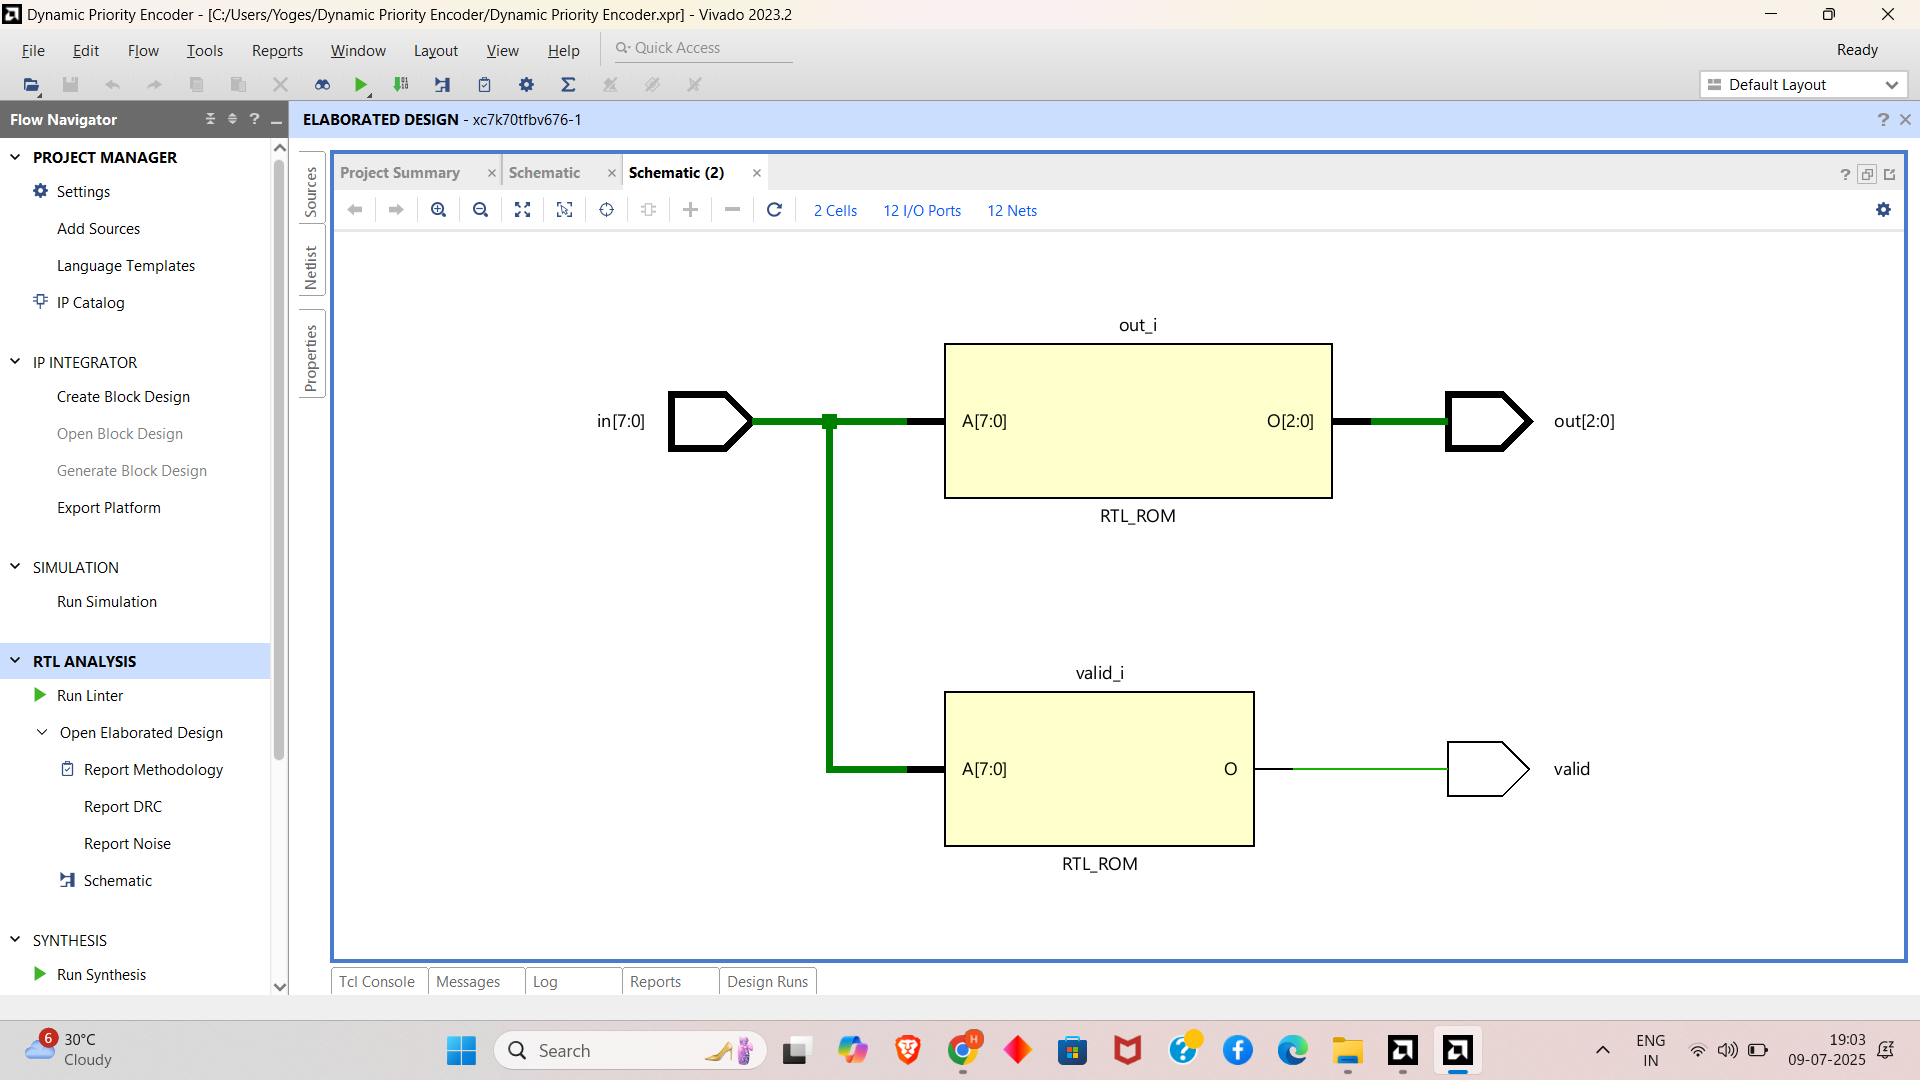 Dynamic Priority Encoder - [C:/Users/Yoges/Dynamic Priority Encoder/Dynamic Priority Encoder.xpr] - Vivado 2023.2
File Edit Flow Tools Reports Window Layout View Help Quick Access Ready
Default Layout
Flow Navigator
ELABORATED DESIGN - xc7k70tfbv676-1
PROJECT MANAGER
Settings
Add Sources
Language Templates
IP Catalog
IP INTEGRATOR
Create Block Design
Open Block Design
Generate Block Design
Export Platform
SIMULATION
Run Simulation
RTL ANALYSIS
Run Linter
Open Elaborated Design
Report Methodology
Report DRC
Report Noise
Schematic
SYNTHESIS
Run Synthesis
Sources
Netlist
Properties
Project Summary Schematic Schematic (2)
2 Cells 12 I/O Ports 12 Nets
out_i
in[7:0] A[7:0] O[2:0] out[2:0]
RTL_ROM
valid_i
A[7:0] O valid
RTL_ROM
Tcl Console Messages Log Reports Design Runs
6
30°C
Cloudy
Search
H
ENG
IN
19:03
09-07-2025